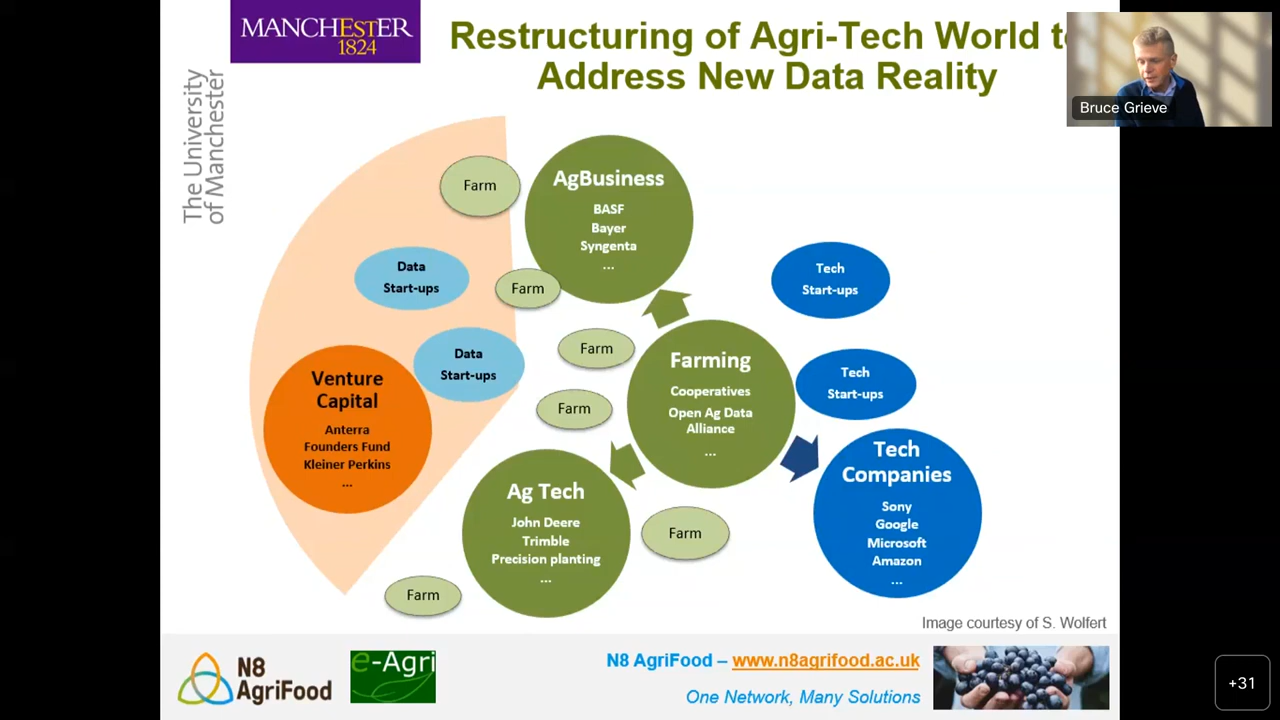 MANCHESTER
1824
The University
of Manchester
Restructuring of Agri-Tech World
Address New Data Reality
Bruce Grieve
Farm
AgBusiness
BASF
Bayer
Syngenta
...
Data
Start-ups
Farm
Tech
Start-ups
Farm
Data
Start-ups
Farming
Cooperatives
Open Ag Data
Alliance
...
Tech
Start-ups
Venture
Capital
Anterra
Founders Fund
Kleiner Perkins
...
Farm
Ag Tech
John Deere
Trimble
Precision planting
...
Farm
Tech
Companies
Sony
Google
Microsoft
Amazon
...
Farm
Image courtesy of S. Wolfert
N8
AgriFood
e-Agri
N8 AgriFood – www.n8agrifood.ac.uk
One Network, Many Solutions
+31